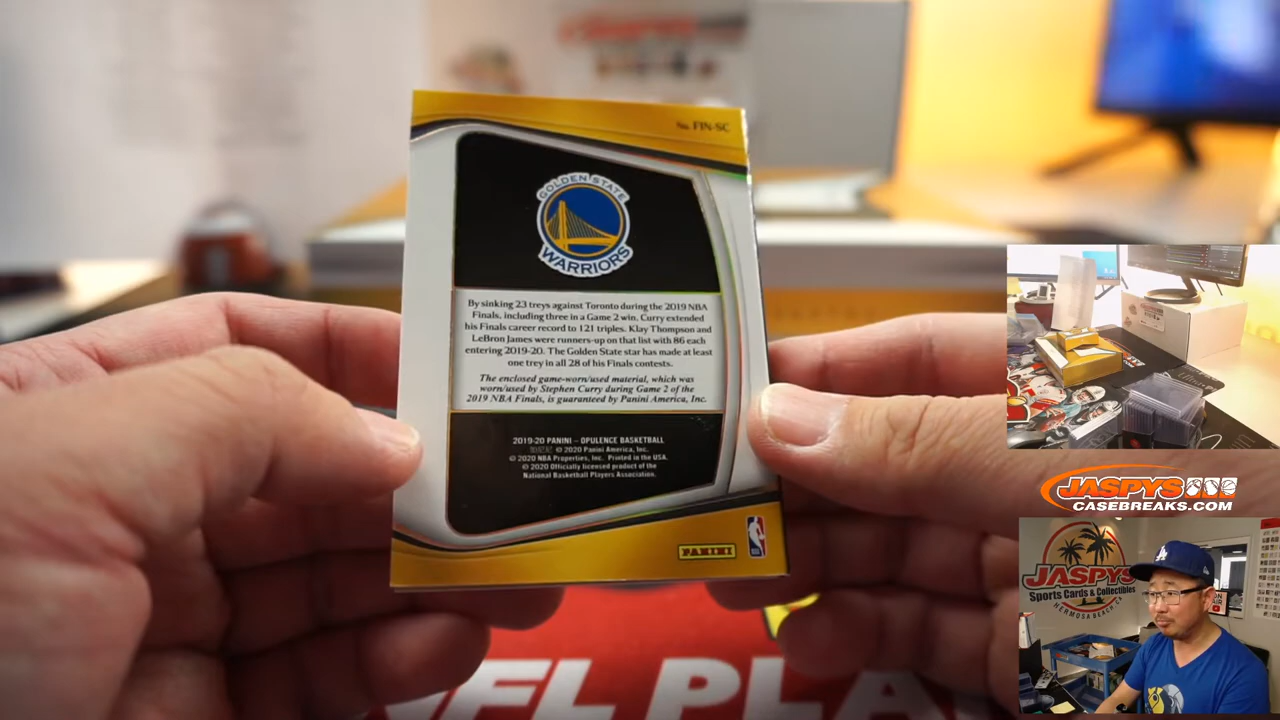 No. FIN-SC
GOLDEN STATE
WARRIORS
By sinking 23 treys against Toronto during the 2019 NBA
Finals, including three in a Game 2 win, Curry extended
his Finals career record to 121 triples. Klay Thompson and
LeBron James were runners-up on that list with 86 each
entering 2019-20. The Golden State star has made at least
one trey in all 28 of his Finals contests.
The enclosed game-worn/used material, which was
worn/used by Stephen Curry during Game 2 of the
2019 NBA Finals, is guaranteed by Panini America, Inc.
2019-20 PANINI – OPULENCE BASKETBALL
© 2020 Panini America, Inc.
© 2020 NBA Properties, Inc. Printed in the USA.
© 2020 Officially licensed product of the
National Basketball Players Association.
PANINI
NFL PLA
JASPYS
CASEBREAKS.COM
JASPYS
Sports Cards & Collectibles
HERMOSA BEACH, CA
LA